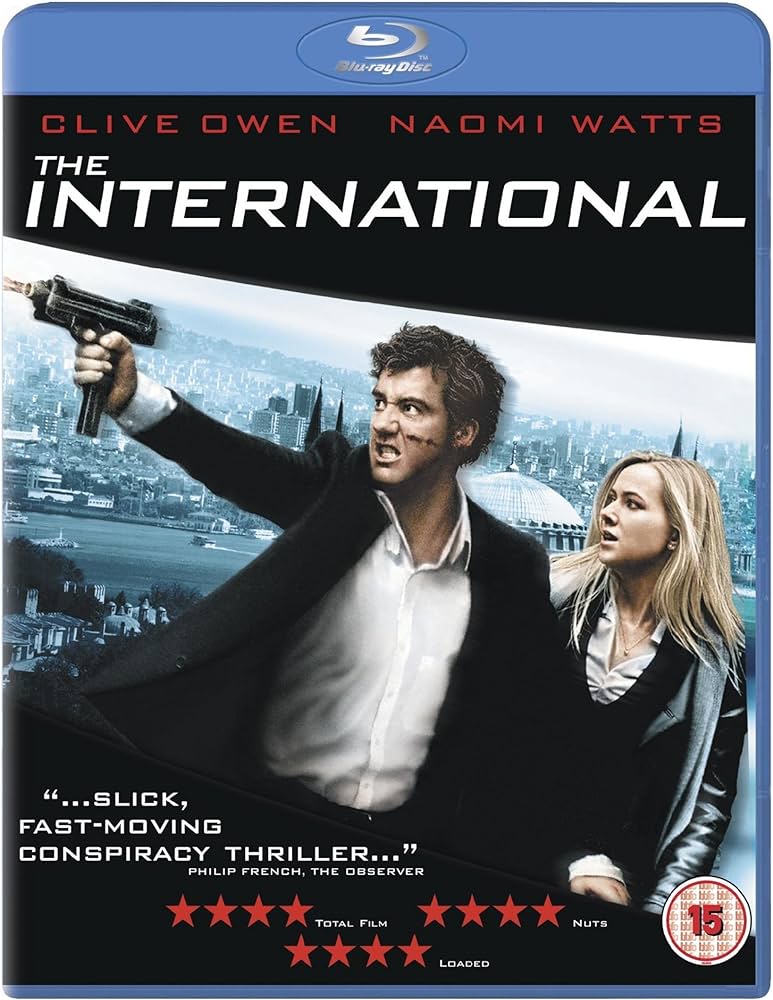 Blu-ray Disc™
CLIVE OWEN NAOMI WATTS
THE
INTERNATIONAL
“...SLICK,
FAST-MOVING
CONSPIRACY THRILLER...”
PHILIP FRENCH, THE OBSERVER
TOTAL FILM
NUTS
LOADED
15